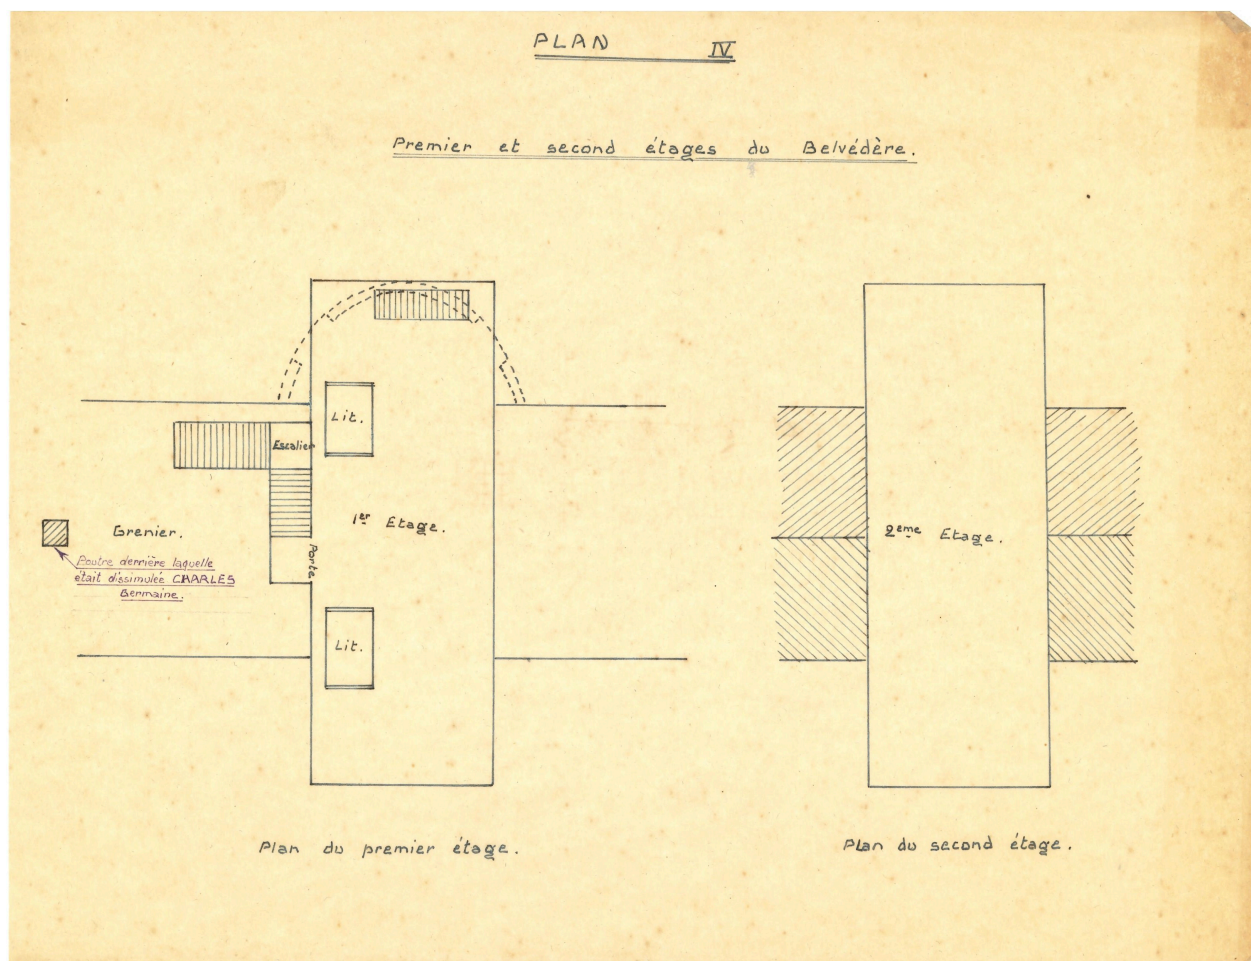 PLAN IV
Premier et second étages du Belvédère.
Lit.
Escalier
1er Etage.
Grenier.
Porte
Poutre derrière laquelle
était dissimulée CHARLES
Germaine.
Lit.
2eme Etage.
Plan du premier étage.
Plan du second étage.